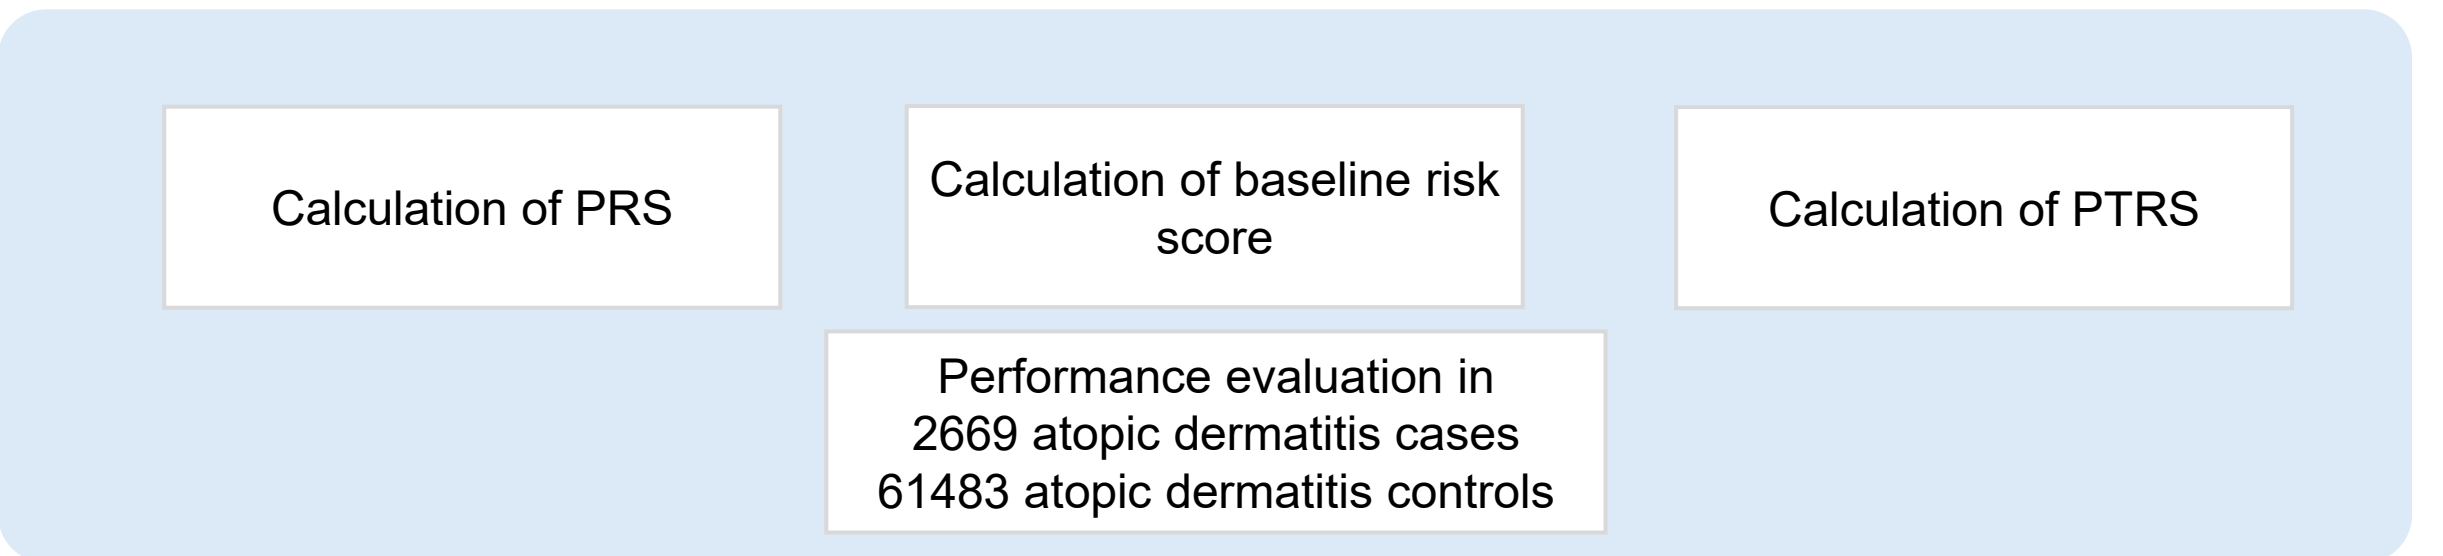 Calculation of PRS
Calculation of baseline risk
score
Calculation of PTRS
Performance evaluation in
2669 atopic dermatitis cases
61483 atopic dermatitis controls